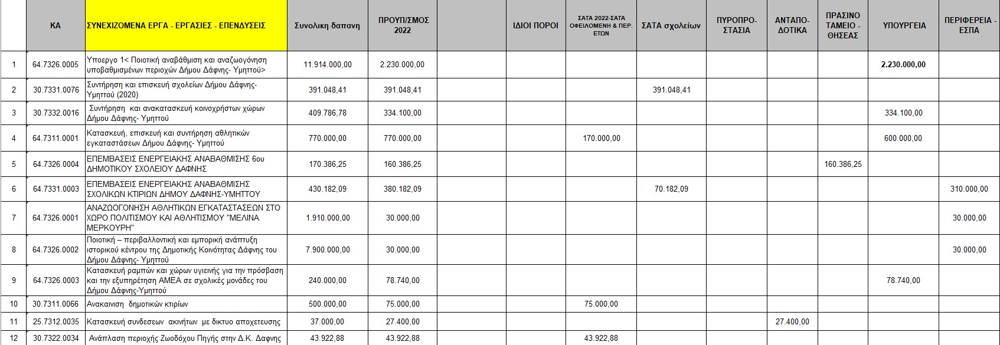 ΚΑ ΣΥΝΕΧΙΖΟΜΕΝΑ ΕΡΓΑ - ΕΡΓΑΣΙΕΣ - ΕΠΕΝΔΥΣΕΙΣ Συνολικη δαπανη ΠΡΟΥΠ/ΣΜΟΣ 2022 ΙΔΙΟΙ ΠΟΡΟΙ ΣΑΤΑ 2022-ΣΑΤΑ ΟΦΕΙΛΟΜΕΝΗ & ΠΕΡ. ΕΤΩΝ ΣΑΤΑ σχολείων ΠΥΡΟΠΡΟ-ΣΤΑΣΙΑ ΑΝΤΑΠΟ-ΔΟΤΙΚΑ ΠΡΑΣΙΝΟ ΤΑΜΕΙΟ - ΘΗΣΕΑΣ ΥΠΟΥΡΓΕΙΑ ΠΕΡΙΦΕΡΕΙΑ - ΕΣΠΑ
1 64.7326.0005 Υποεργο 1< Ποιοτική αναβάθμιση και αναζωογόνηση
υποβαθμισμένων περιοχών Δήμου Δάφνης- Υμηττού> 11.914.000,00 2.230.000,00 2.230.000,00
2 30.7331.0076 Συντήρηση και επισκευή σχολείων Δήμου Δάφνης-
Υμηττού (2020) 391.048,41 391.048,41 391.048,41
3 30.7332.0016 Συντήρηση και ανακατασκευή κοινοχρήστων χώρων
Δήμου Δάφνης- Υμηττού 409.786,78 334.100,00 334.100,00
4 64.7311.0001 Κατασκευή, επισκευή και συντήρηση αθλητικών
εγκαταστάσεων Δήμου Δάφνης- Υμηττού 770.000,00 770.000,00 170.000,00 600.000,00
5 64.7326.0004 ΕΠΕΜΒΑΣΕΙΣ ΕΝΕΡΓΕΙΑΚΗΣ ΑΝΑΒΑΘΜΙΣΗΣ 6ου
ΔΗΜΟΤΙΚΟΥ ΣΧΟΛΕΙΟΥ ΔΑΦΝΗΣ 170.386,25 160.386,25 160.386,25
6 64.7331.0003 ΕΠΕΜΒΑΣΕΙΣ ΕΝΕΡΓΕΙΑΚΗΣ ΑΝΑΒΑΘΜΙΣΗΣ
ΣΧΟΛΙΚΩΝ ΚΤΙΡΙΩΝ ΔΗΜΟΥ ΔΑΦΝΗΣ-ΥΜΗΤΤΟΥ 430.182,09 380.182,09 70.182,09 310.000,00
7 64.7326.0001 ΑΝΑΖΩΟΓΟΝΗΣΗ ΑΘΛΗΤΙΚΩΝ ΕΓΚΑΤΑΣΤΑΣΕΩΝ ΣΤΟ
ΧΩΡΟ ΠΟΛΙΤΙΣΜΟΥ ΚΑΙ ΑΘΛΗΤΙΣΜΟΥ "ΜΕΛΙΝΑ
ΜΕΡΚΟΥΡΗ" 1.910.000,00 30.000,00 30.000,00
8 64.7326.0002 Ποιοτική – περιβαλλοντική και εμπορική ανάπτυξη
ιστορικού κέντρου της Δημοτικής Κοινότητας Δάφνης του
Δήμου Δάφνης- Υμηττού 7.900.000,00 30.000,00 30.000,00
9 64.7326.0003 Κατασκευή ραμπών και χώρων υγιεινής για την πρόσβαση
και την εξυπηρέτηση ΑΜΕΑ σε σχολικές μονάδες του
Δήμου Δάφνης-Υμηττού 240.000,00 78.740,00 78.740,00
10 30.7311.0066 Ανακαινιση δημοτικών κτιρίων 500.000,00 75.000,00 75.000,00
11 25.7312.0035 Κατασκευή συνδεσεων ακινήτων με δικτυο αποχετευσης 37.000,00 27.400,00 27.400,00
12 30.7322.0034 Ανάπλαση περιοχής Ζωοδόχου Πηγής στην Δ.Κ. Δαφνης 43.922,88 43.922,88 43.922,88